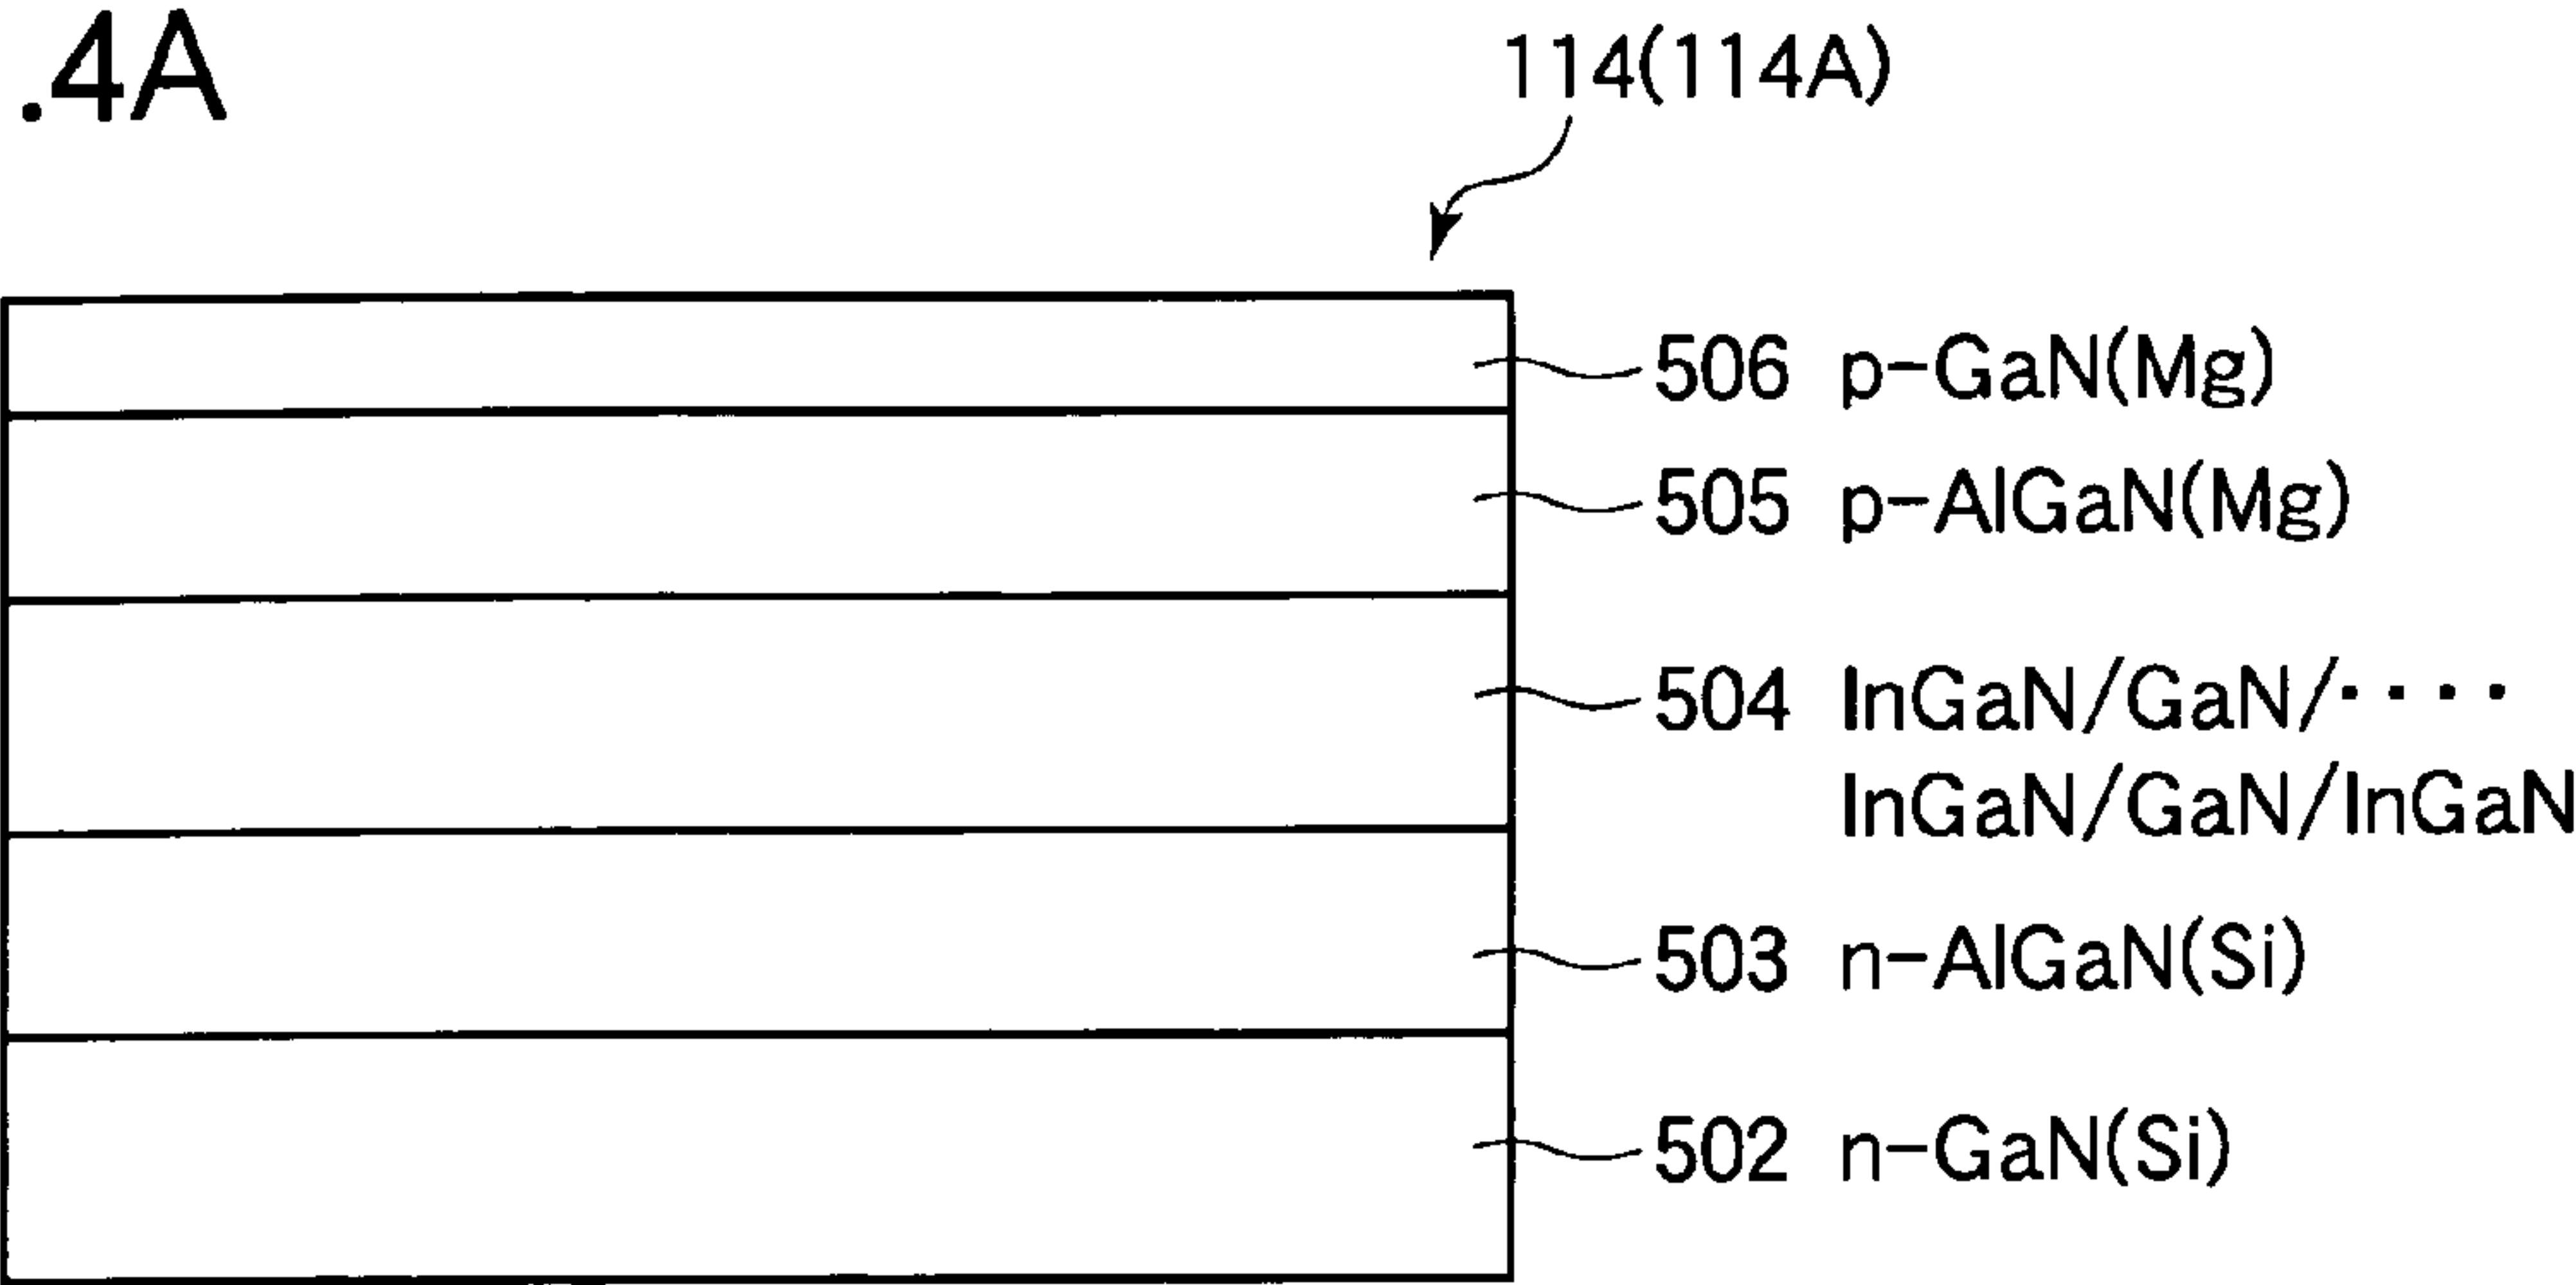 .4A
114(114A)
506 p-GaN(Mg)
505 p-AlGaN(Mg)
504 InGaN/GaN/····
InGaN/GaN/InGaN
503 n-AlGaN(Si)
502 n-GaN(Si)